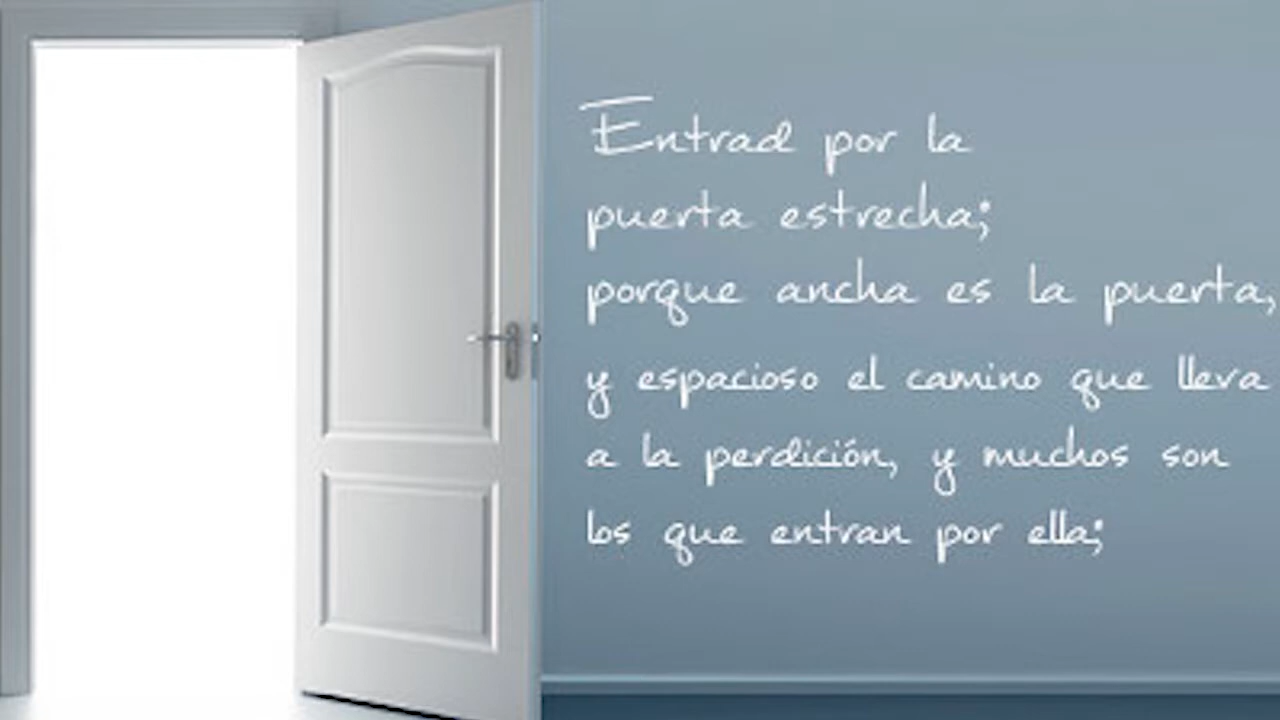 Entrad por la
puerta estrecha;
porque ancha es la puerta,
y espacioso el camino que lleva
a la perdición, y muchos son
los que entran por ella;